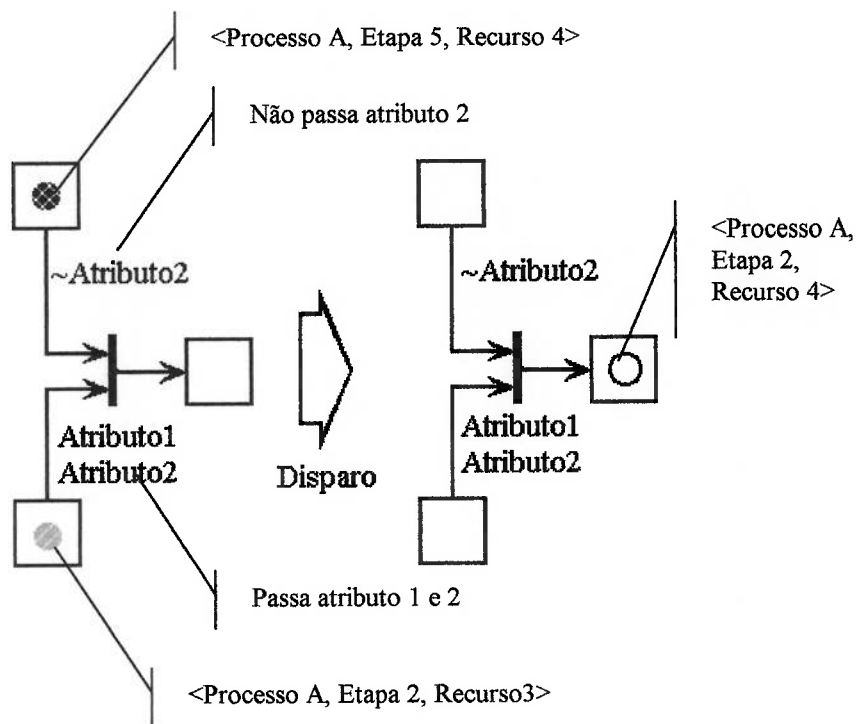 <Processo A, Etapa 5, Recurso 4>
Não passa atributo 2
~Atributo2
Atributo1
Atributo2
Passa atributo 1 e 2
<Processo A, Etapa 2, Recurso3>
Disparo
~Atributo2
Atributo1
Atributo2
<Processo A,
Etapa 2,
Recurso 4>